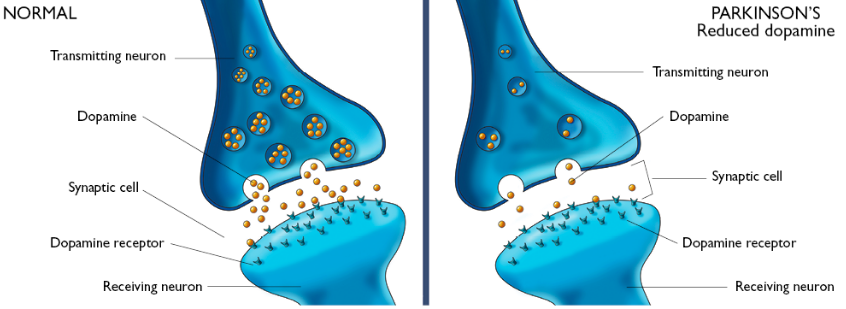 NORMAL
Transmitting neuron
Dopamine
Synaptic cell
Dopamine receptor
Receiving neuron
PARKINSON'S
Reduced dopamine
Transmitting neuron
Dopamine
Synaptic cell
Dopamine receptor
Receiving neuron